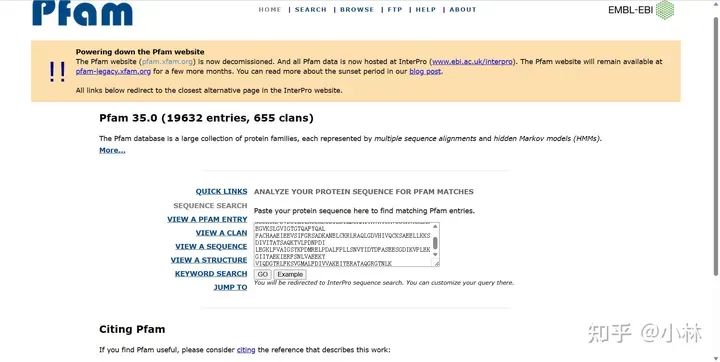 Pfam
HOME | SEARCH | BROWSE | FTP | HELP | ABOUT
EMBL-EBI
!!
Powering down the Pfam website
The Pfam website (pfam.xfam.org) is now decomissioned. And all Pfam data is now hosted at InterPro (www.ebi.ac.uk/interpro). The Pfam website will remain available at
pfam-legacy.xfam.org for a few more months. You can read more about the sunset period in our blog post.
All links below redirect to the closest alternative page in the InterPro website.
Pfam 35.0 (19632 entries, 655 clans)
The Pfam database is a large collection of protein families, each represented by multiple sequence alignments and hidden Markov models (HMMs).
More...
QUICK LINKS
SEQUENCE SEARCH
VIEW A PFAM ENTRY
VIEW A CLAN
VIEW A SEQUENCE
VIEW A STRUCTURE
KEYWORD SEARCH
JUMP TO
ANALYZE YOUR PROTEIN SEQUENCE FOR PFAM MATCHES
Paste your protein sequence here to find matching Pfam entries.
EGVKSLGVIGTGTQAFYQAL
DIVITATSAQKTVLPDNPDI
GIIYAEKIERFSNLVAEEKY
GO Example
You will be redirected to InterPro sequence search. You can customize your query there.
Citing Pfam
If you find Pfam useful, please consider citing the reference that describes this work:
知乎 @小林